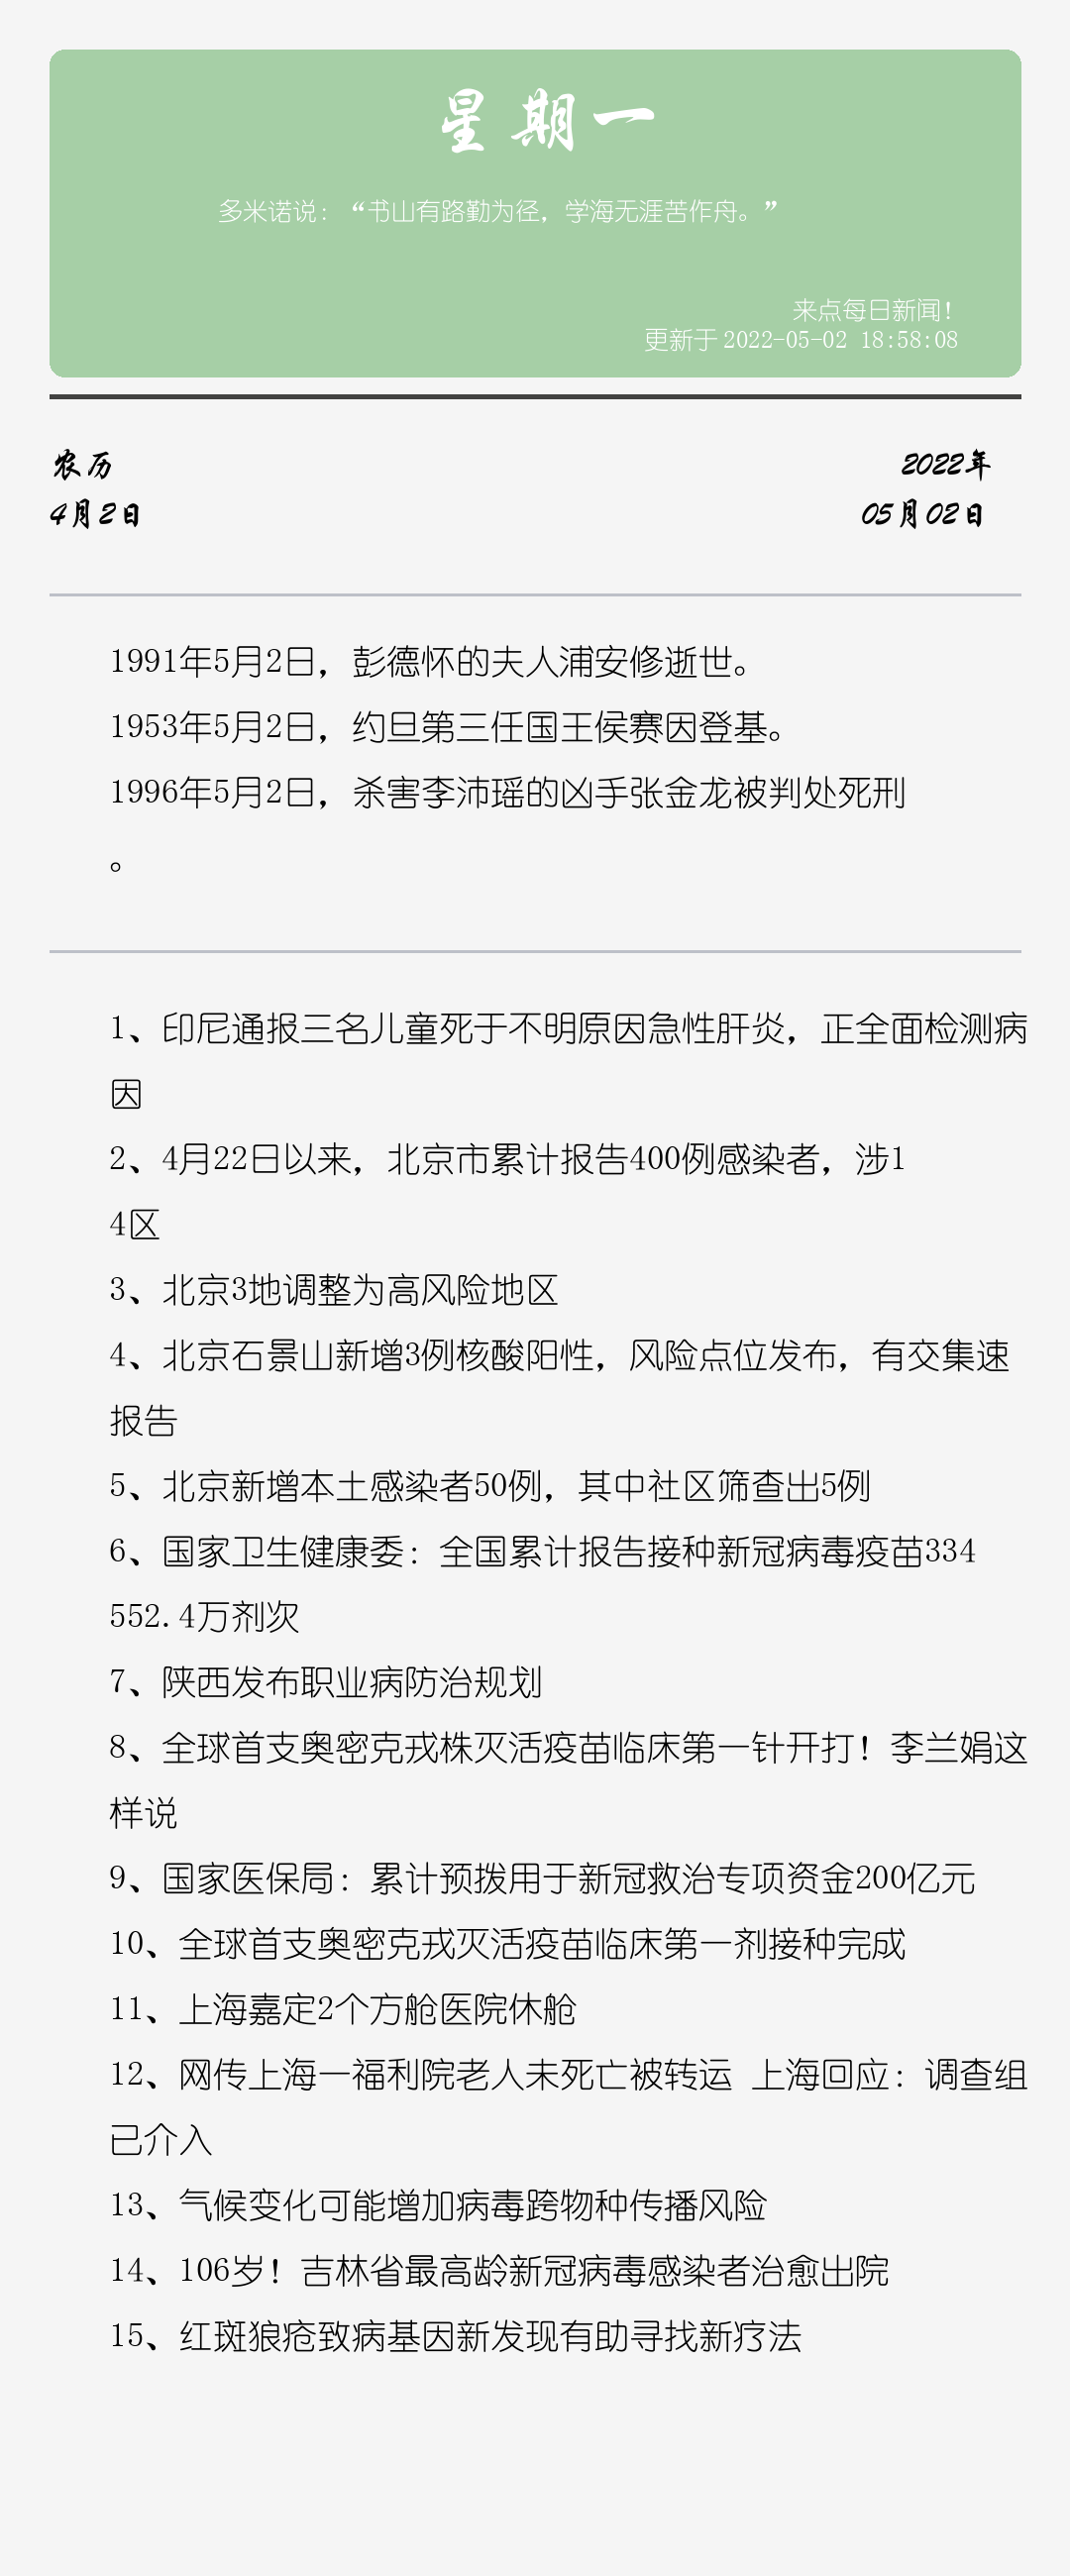 星期一
多米诺说：“书山有路勤为径，学海无涯苦作舟。”
来点每日新闻！
更新于 2022-05-02 18:58:08
农历
2022年
4月2日
05月02日
1991年5月2日，彭德怀的夫人浦安修逝世。
1953年5月2日，约旦第三任国王侯赛因登基。
1996年5月2日，杀害李沛瑶的凶手张金龙被判处死刑
。
1、印尼通报三名儿童死于不明原因急性肝炎，正全面检测病
因
2、4月22日以来，北京市累计报告400例感染者，涉1
4区
3、北京3地调整为高风险地区
4、北京石景山新增3例核酸阳性，风险点位发布，有交集速
报告
5、北京新增本土感染者50例，其中社区筛查出5例
6、国家卫生健康委：全国累计报告接种新冠病毒疫苗334
552.4万剂次
7、陕西发布职业病防治规划
8、全球首支奥密克戎株灭活疫苗临床第一针开打！李兰娟这
样说
9、国家医保局：累计预拨用于新冠救治专项资金200亿元
10、全球首支奥密克戎灭活疫苗临床第一剂接种完成
11、上海嘉定2个方舱医院休舱
12、网传上海一福利院老人未死亡被转运 上海回应：调查组
已介入
13、气候变化可能增加病毒跨物种传播风险
14、106岁！吉林省最高龄新冠病毒感染者治愈出院
15、红斑狼疮致病基因新发现有助寻找新疗法